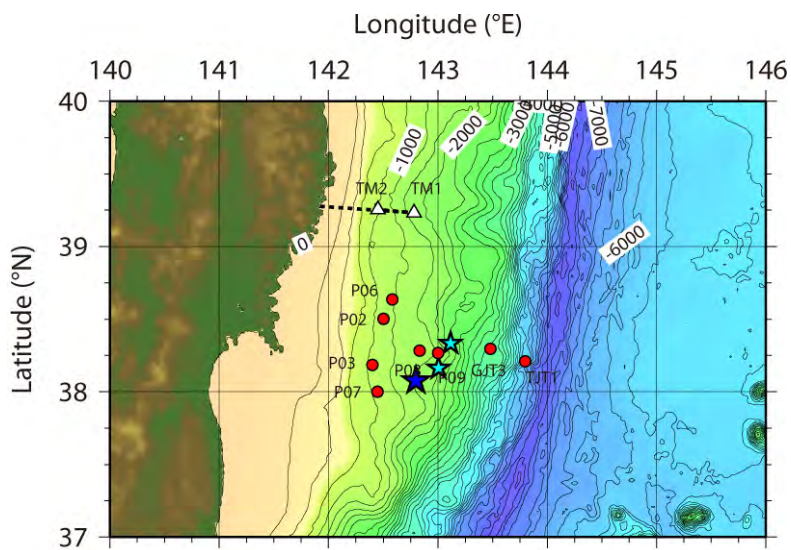 Longitude (°E)
140 141 142 143 144 145 146
40
-1000
-2000
-3000
-4000
-5000
-6000
-7000
TM2 TM1
39
0
-6000
P06
P02
Latitude (°N)
P03 P08 P09 GJT3 TJT1
38
P07
37